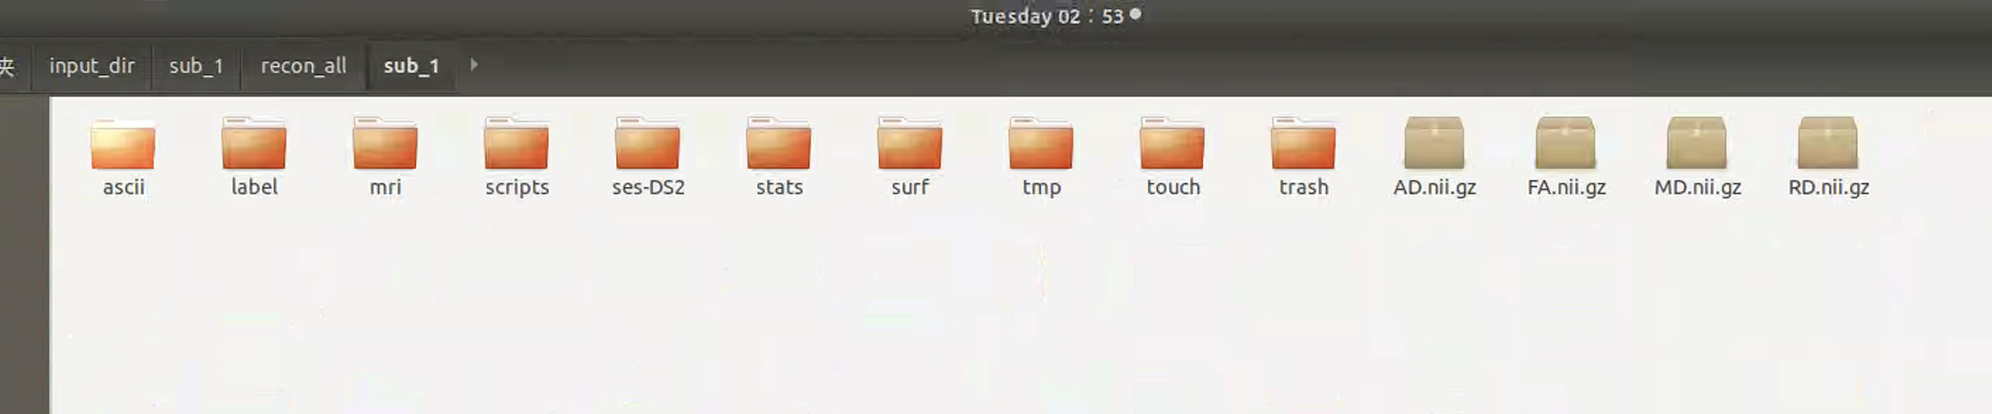 Tuesday 02 : 53
夹 input_dir sub_1 recon_all sub_1
ascii label mri scripts ses-DS2 stats surf tmp touch trash AD.nii.gz FA.nii.gz MD.nii.gz RD.nii.gz